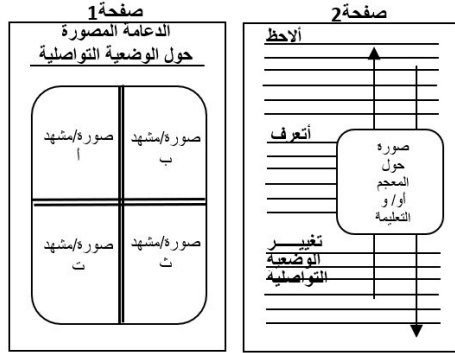 صفحة1
الدعامة المصورة
حول الوضعية التواصلية
صورة/مشهد
أ
صورة/مشهد
ب
صورة/مشهد
ت
صورة/مشهد
ث
صفحة2
ألاحظ
أتعرف
صورة
حول
المعجم
أو/ و
التعليمة
تغييـــــر
الوضعية
التواصلية